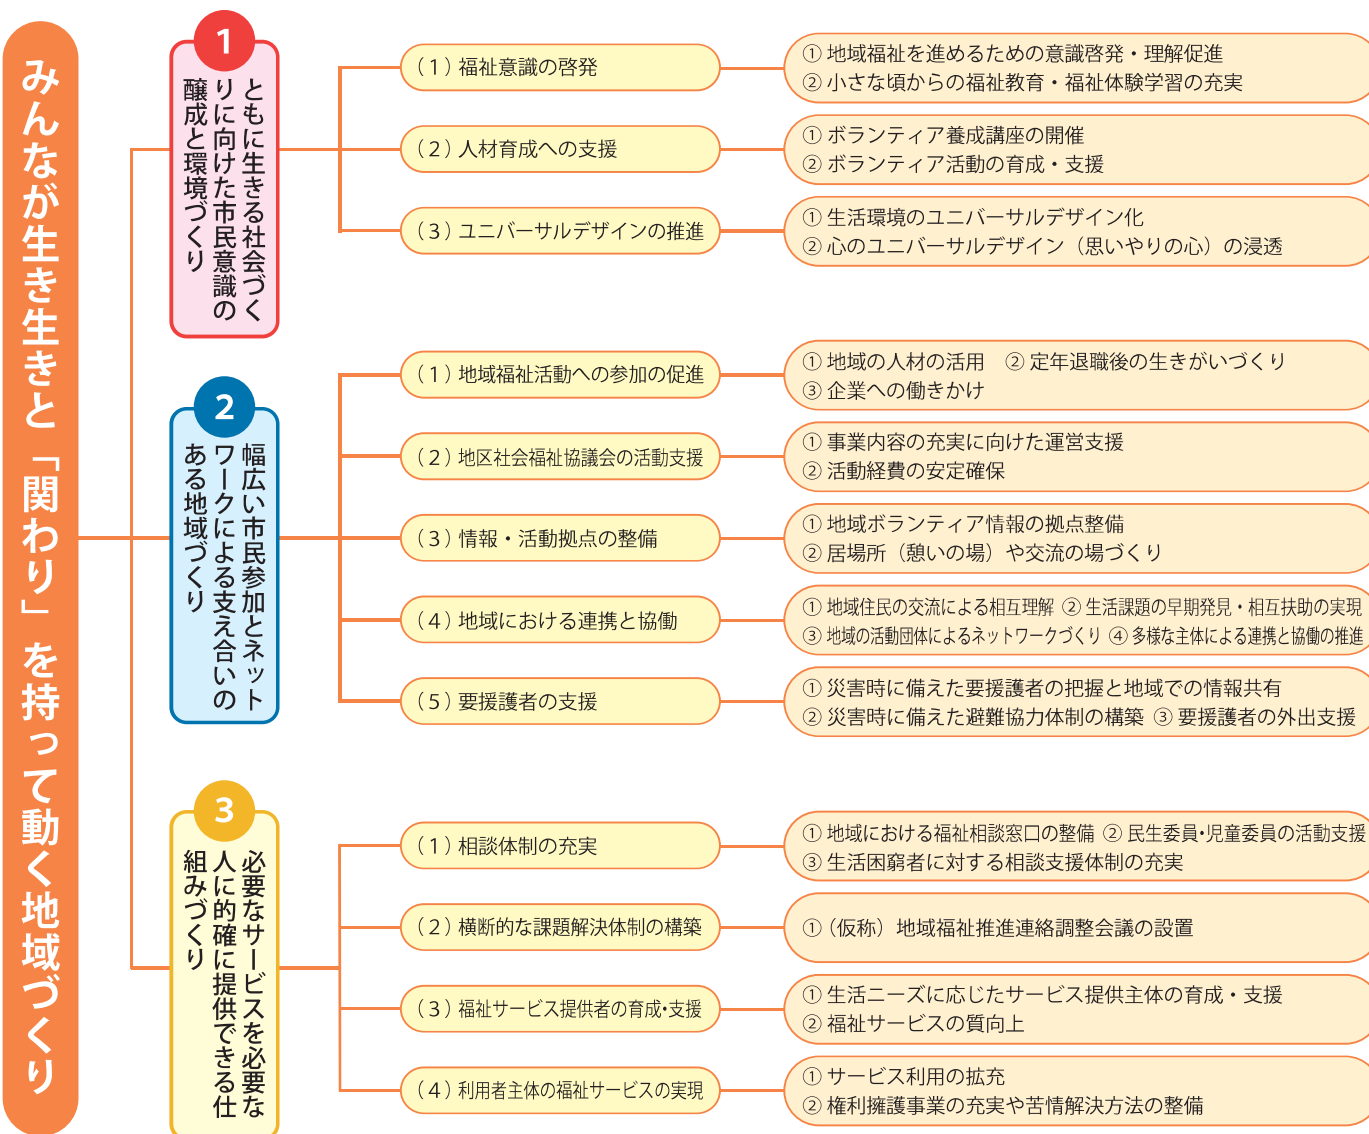 みんなが生き生きと「関わり」を持って動く地域づくり
1
ともに生きる社会づく
りに向けた市民意識の
醸成と環境づくり
(1)福祉意識の啓発
① 地域福祉を進めるための意識啓発・理解促進
② 小さな頃からの福祉教育・福祉体験学習の充実
(2)人材育成への支援
① ボランティア養成講座の開催
② ボランティア活動の育成・支援
(3)ユニバーサルデザインの推進
① 生活環境のユニバーサルデザイン化
② 心のユニバーサルデザイン（思いやりの心）の浸透
2
幅広い市民参加とネット
ワークによる支え合いの
ある地域づくり
(1)地域福祉活動への参加の促進
① 地域の人材の活用　② 定年退職後の生きがいづくり
③ 企業への働きかけ
(2)地区社会福祉協議会の活動支援
① 事業内容の充実に向けた運営支援
② 活動経費の安定確保
(3)情報・活動拠点の整備
① 地域ボランティア情報の拠点整備
② 居場所（憩いの場）や交流の場づくり
(4)地域における連携と協働
① 地域住民の交流による相互理解 ② 生活課題の早期発見・相互扶助の実現
③ 地域の活動団体によるネットワークづくり ④ 多様な主体による連携と協働の推進
(5)要援護者の支援
① 災害時に備えた要援護者の把握と地域での情報共有
② 災害時に備えた避難協力体制の構築 ③ 要援護者の外出支援
3
必要なサービスを必要な
人に的確に提供できる仕
組みづくり
(1)相談体制の充実
① 地域における福祉相談窓口の整備 ② 民生委員・児童委員の活動支援
③ 生活困窮者に対する相談支援体制の充実
(2)横断的な課題解決体制の構築
①（仮称）地域福祉推進連絡調整会議の設置
(3)福祉サービス提供者の育成・支援
① 生活ニーズに応じたサービス提供主体の育成・支援
② 福祉サービスの質向上
(4)利用者主体の福祉サービスの実現
① サービス利用の拡充
② 権利擁護事業の充実や苦情解決方法の整備